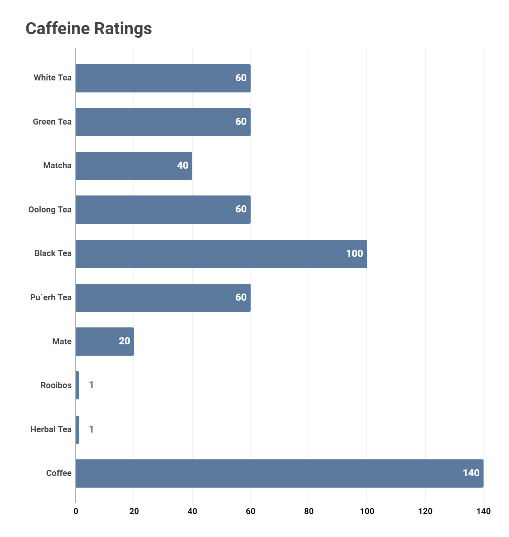 Caffeine Ratings
White Tea 60
Green Tea 60
Matcha 40
Oolong Tea 60
Black Tea 100
Pu`erh Tea 60
Mate 20
Rooibos 1
Herbal Tea 1
Coffee 140
0 20 40 60 80 100 120 140